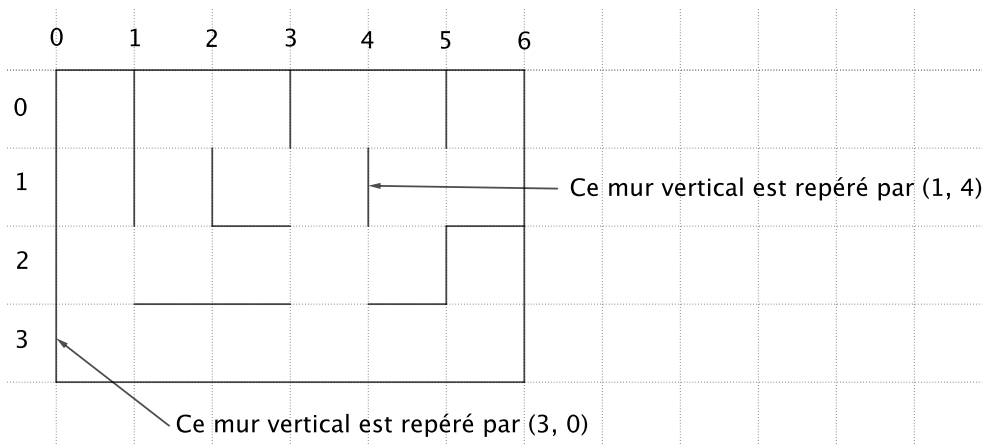 0 1 2 3 4 5 6
0
1
Ce mur vertical est repéré par (1, 4)
2
3
Ce mur vertical est repéré par (3, 0)